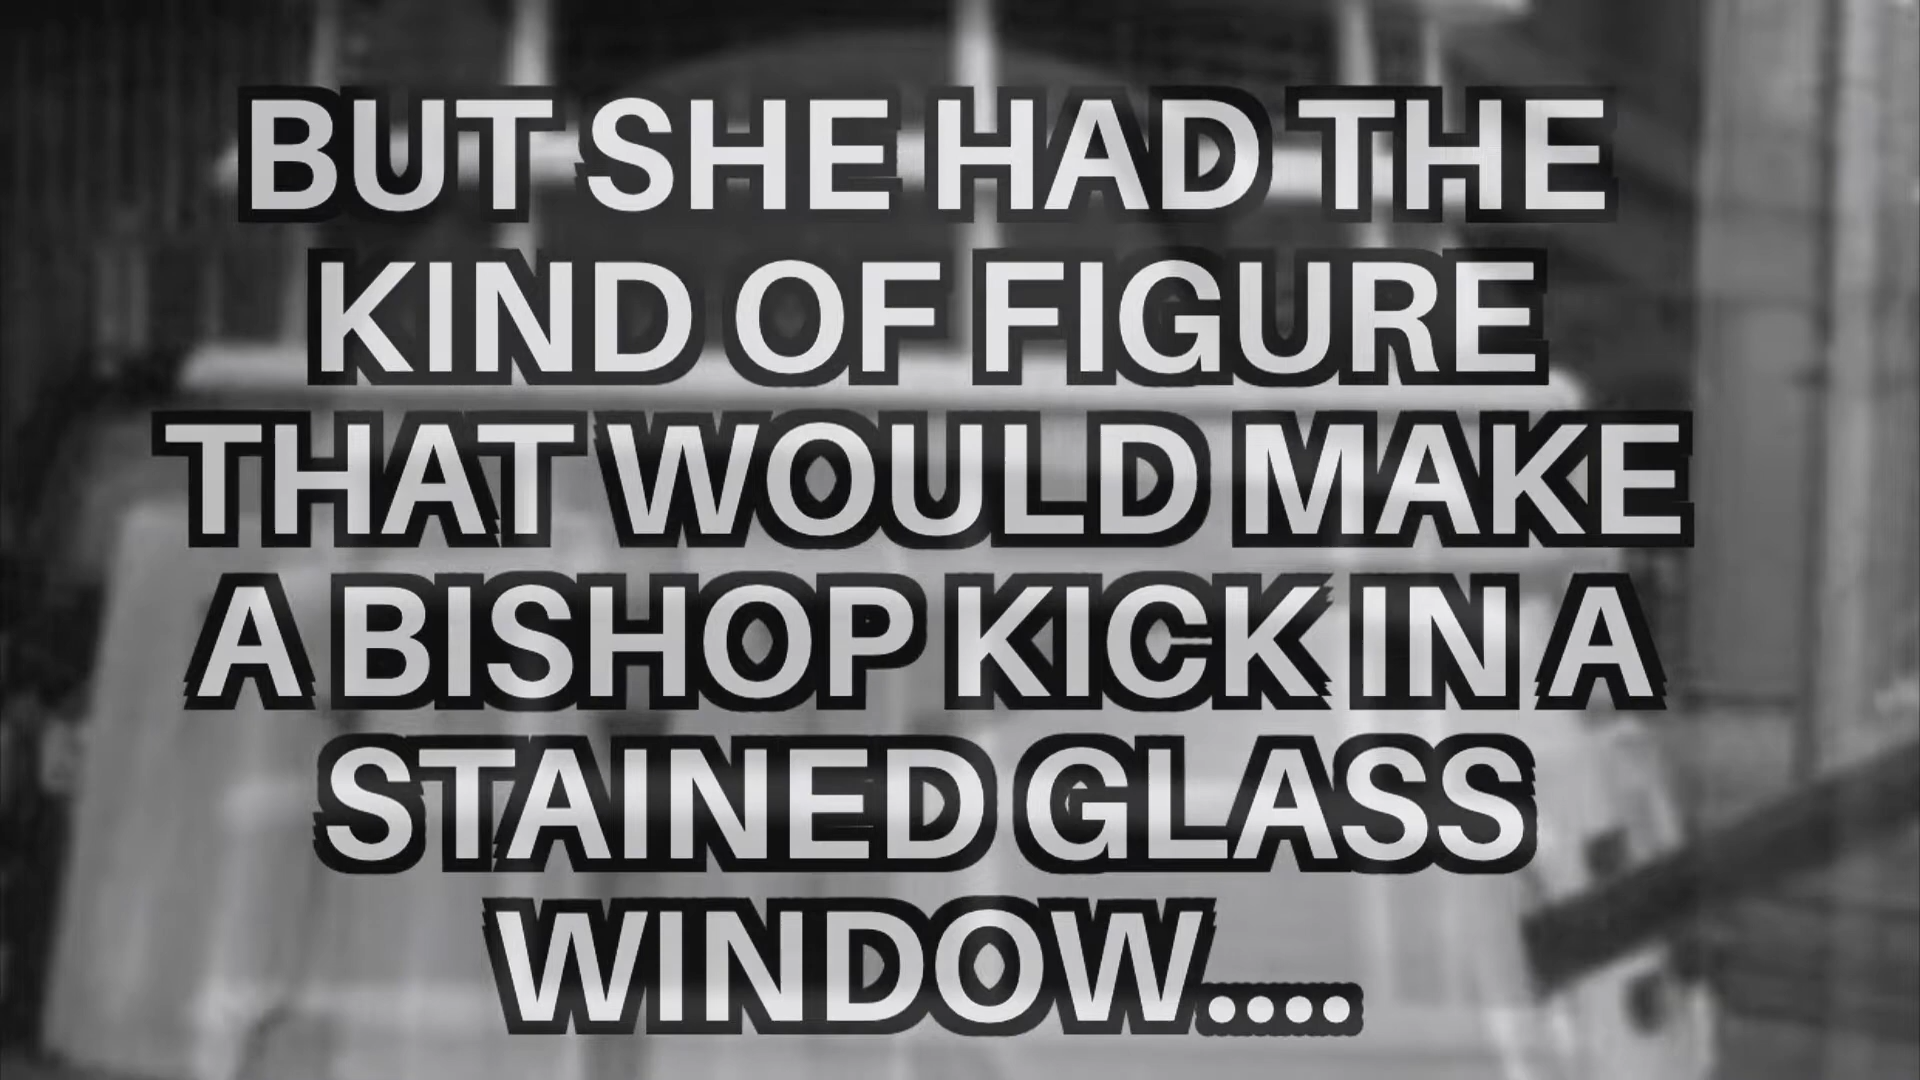 BUT SHE HAD THE
KIND OF FIGURE
THAT WOULD MAKE
A BISHOP KICK IN A
STAINED GLASS
WINDOW....